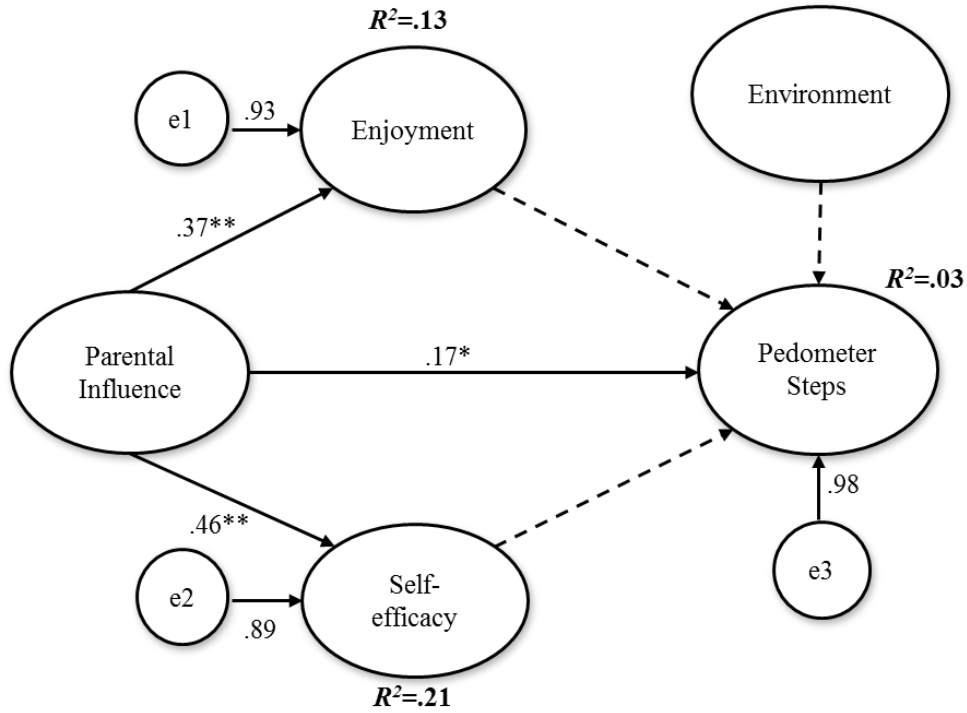 R²=.13
e1
.93
Enjoyment
Environment
.37**
R²=.03
Parental
Influence
.17*
Pedometer
Steps
.46**
.98
e2
.89
Self-
efficacy
e3
R²=.21